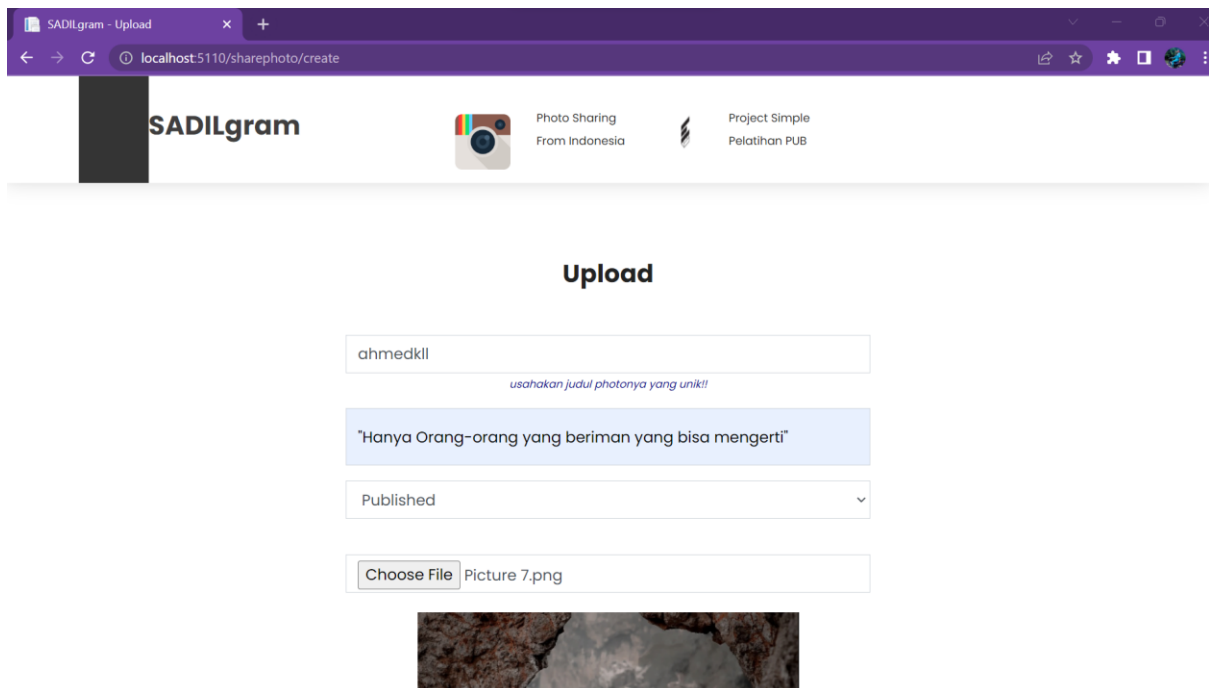 SADILgram - Upload
localhost:5110/sharephoto/create
SADILgram
Photo Sharing
From Indonesia
Project Simple
Pelatihan PUB
Upload
ahmedkll
usahakan judul photonya yang unik!!
"Hanya Orang-orang yang beriman yang bisa mengerti"
Published
Choose File Picture 7.png